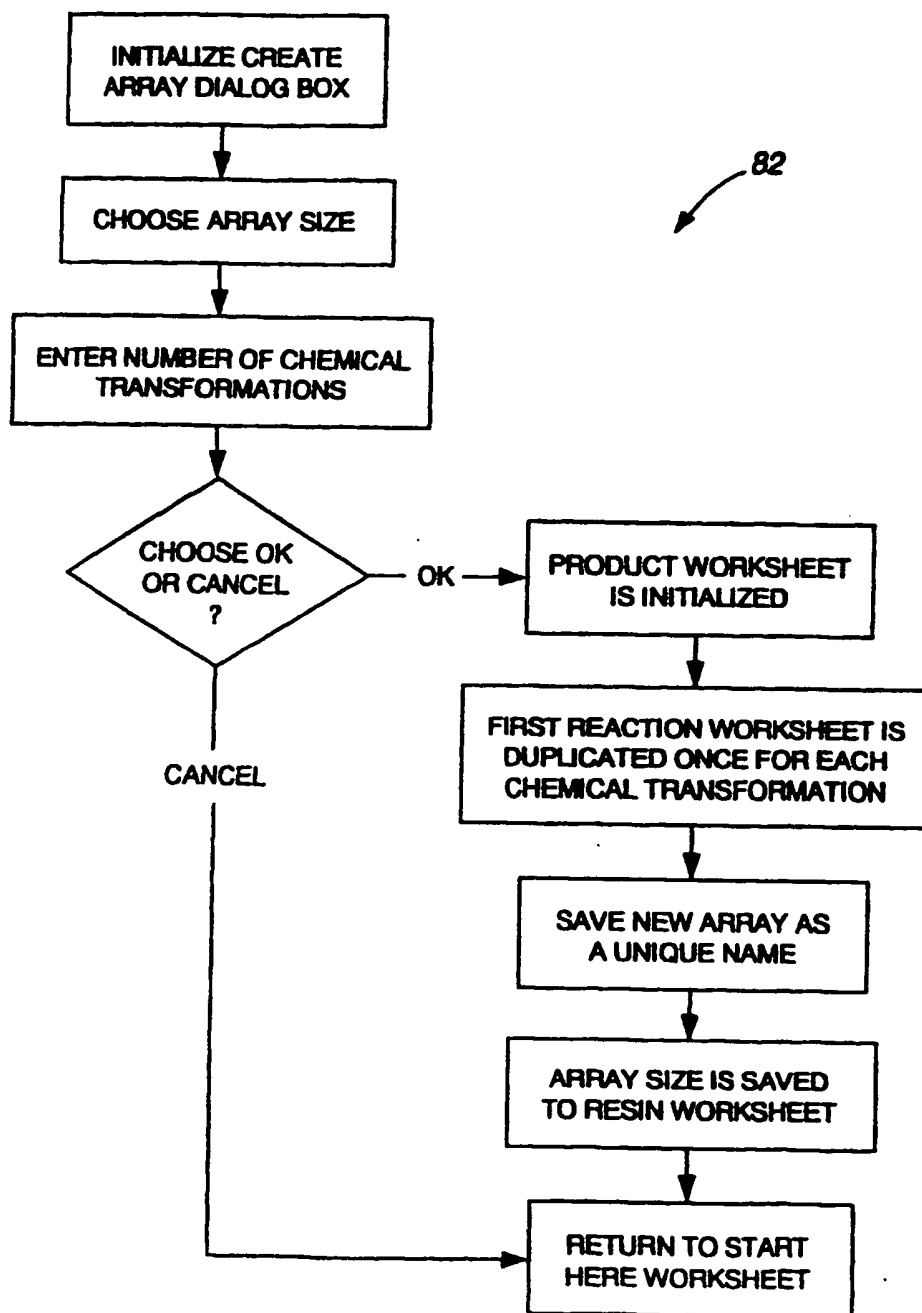 INITIALIZE CREATE
ARRAY DIALOG BOX
82
CHOOSE ARRAY SIZE
ENTER NUMBER OF CHEMICAL
TRANSFORMATIONS
CHOOSE OK
OR CANCEL
?
OK
PRODUCT WORKSHEET
IS INITIALIZED
FIRST REACTION WORKSHEET IS
DUPLICATED ONCE FOR EACH
CHEMICAL TRANSFORMATION
CANCEL
SAVE NEW ARRAY AS
A UNIQUE NAME
ARRAY SIZE IS SAVED
TO RESIN WORKSHEET
RETURN TO START
HERE WORKSHEET